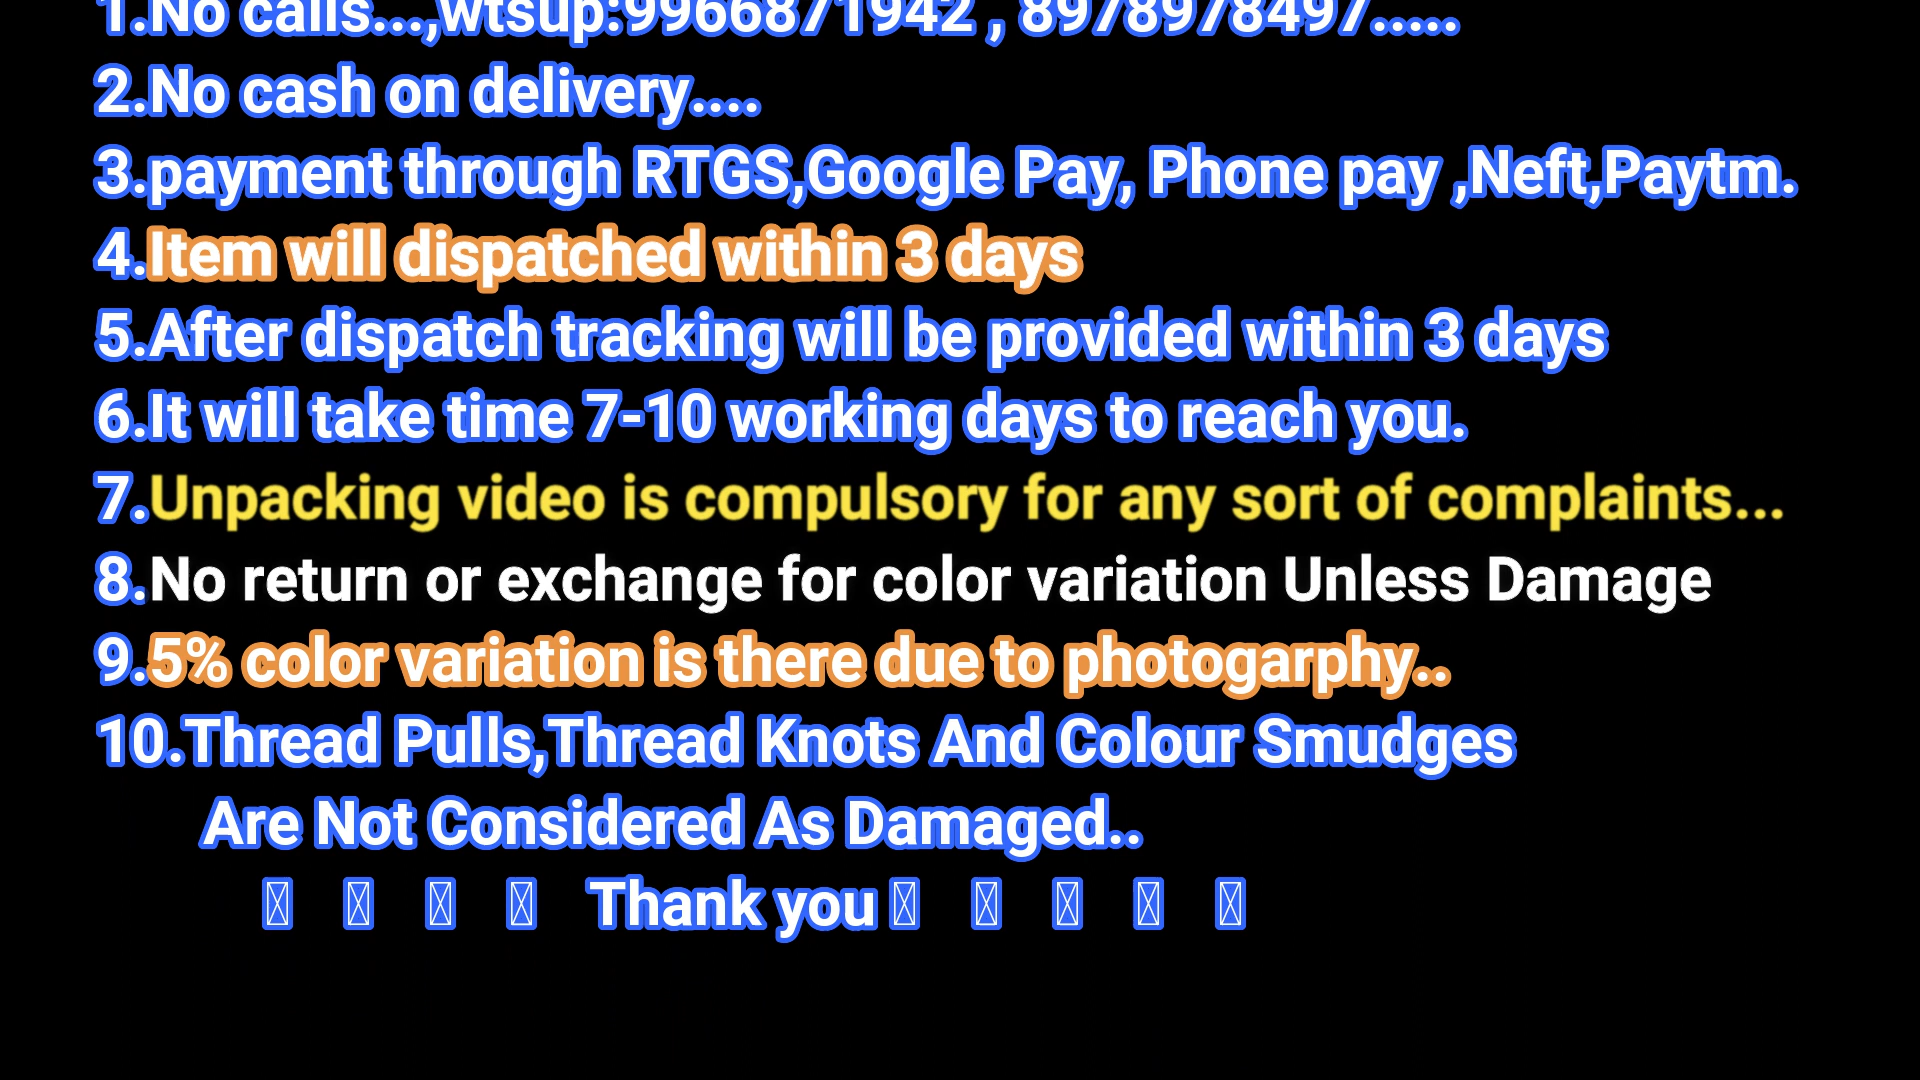 1.No calls...,wtsup:9966871942 , 8978978497.....
2.No cash on delivery....
3.payment through RTGS,Google Pay, Phone pay ,Neft,Paytm.
4.Item will dispatched within 3 days
5.After dispatch tracking will be provided within 3 days
6.It will take time 7-10 working days to reach you.
7.Unpacking video is compulsory for any sort of complaints...
8.No return or exchange for color variation Unless Damage
9.5% color variation is there due to photogarphy..
10.Thread Pulls,Thread Knots And Colour Smudges
Are Not Considered As Damaged..
Thank you